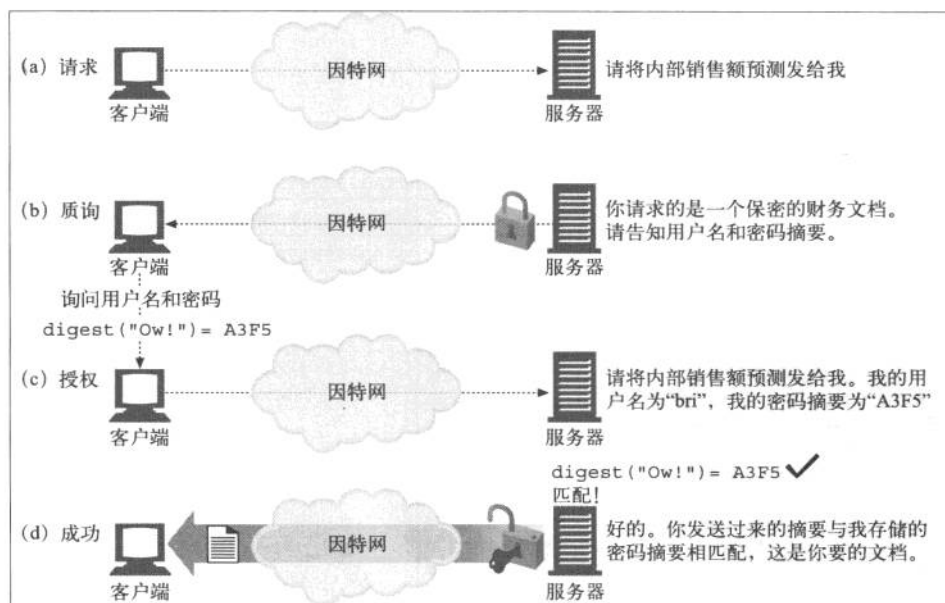 (a) 请求
因特网
请将内部销售额预测发给我
客户端
服务器
(b) 质询
因特网
你请求的是一个保密的财务文档。
请告知用户名和密码摘要。
客户端
服务器
询问用户名和密码
digest("Ow!")= A3F5
(c) 授权
因特网
请将内部销售额预测发给我。我的用
户名为“bri”，我的密码摘要为“A3F5”
客户端
服务器
digest("Ow!")= A3F5
匹配！
(d) 成功
因特网
好的。你发送过来的摘要与我存储的
密码摘要相匹配，这是你要的文档。
客户端
服务器